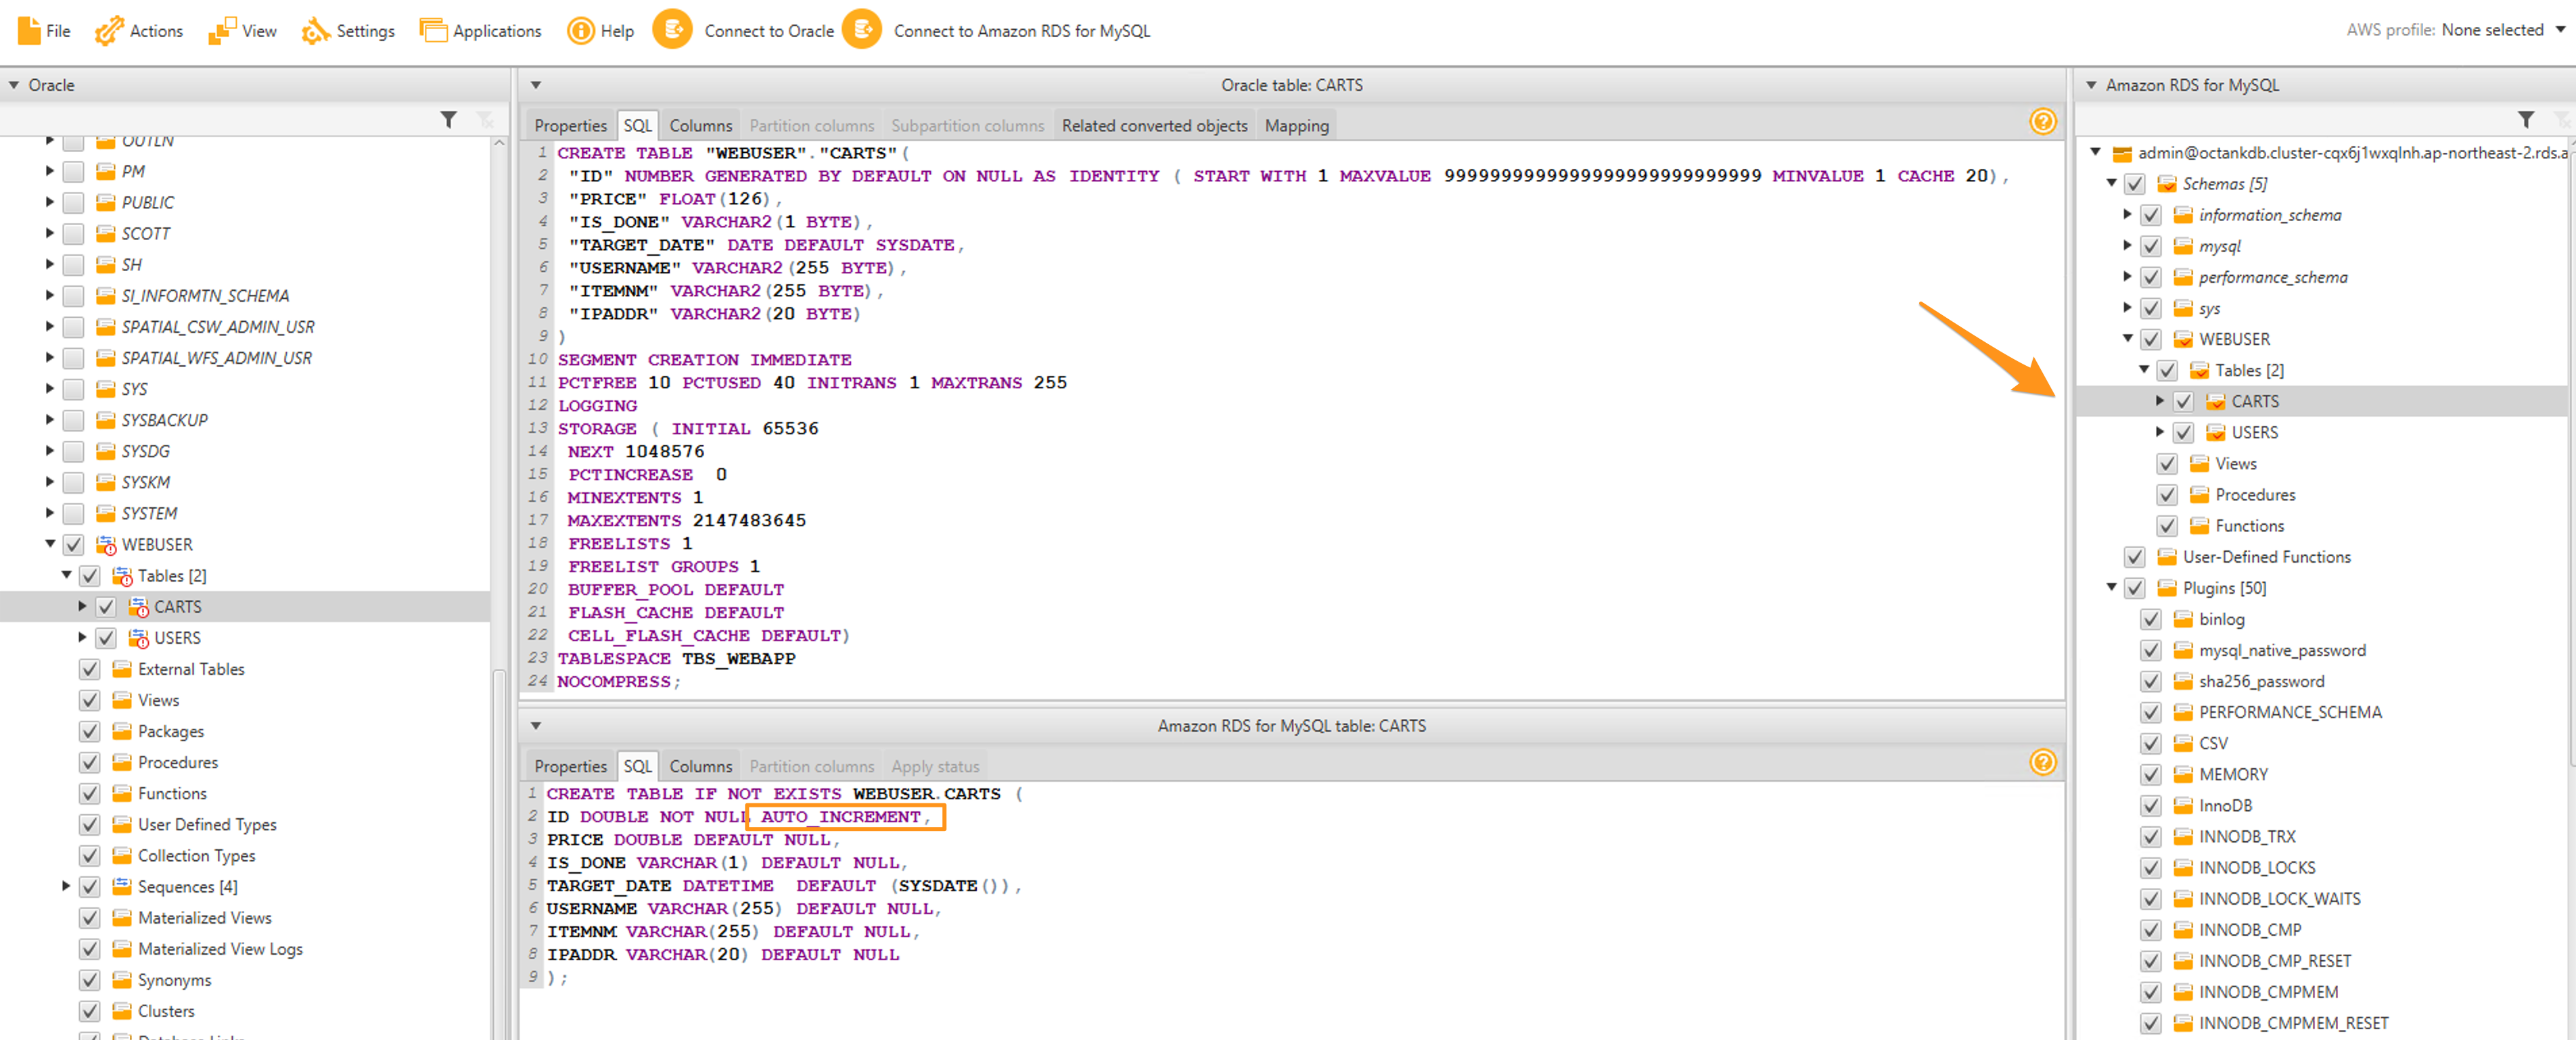 File Actions View Settings Applications Help Connect to Oracle Connect to Amazon RDS for MySQL AWS profile: None selected
Oracle
OUTLN
PM
PUBLIC
SCOTT
SH
SI_INFORMTN_SCHEMA
SPATIAL_CSW_ADMIN_USR
SPATIAL_WFS_ADMIN_USR
SYS
SYSBACKUP
SYSDG
SYSKM
SYSTEM
WEBUSER
Tables [2]
CARTS
USERS
External Tables
Views
Packages
Procedures
Functions
User Defined Types
Collection Types
Sequences [4]
Materialized Views
Materialized View Logs
Synonyms
Clusters
Database Links
Oracle table: CARTS
Properties SQL Columns Partition columns Subpartition columns Related converted objects Mapping
1 CREATE TABLE "WEBUSER"."CARTS"(
2 "ID" NUMBER GENERATED BY DEFAULT ON NULL AS IDENTITY ( START WITH 1 MAXVALUE 9999999999999999999999999999 MINVALUE 1 CACHE 20),
3 "PRICE" FLOAT(126),
4 "IS_DONE" VARCHAR2(1 BYTE),
5 "TARGET_DATE" DATE DEFAULT SYSDATE,
6 "USERNAME" VARCHAR2(255 BYTE),
7 "ITEMNM" VARCHAR2(255 BYTE),
8 "IPADDR" VARCHAR2(20 BYTE)
9 )
10 SEGMENT CREATION IMMEDIATE
11 PCTFREE 10 PCTUSED 40 INITRANS 1 MAXTRANS 255
12 LOGGING
13 STORAGE ( INITIAL 65536
14 NEXT 1048576
15 PCTINCREASE 0
16 MINEXTENTS 1
17 MAXEXTENTS 2147483645
18 FREELISTS 1
19 FREELIST GROUPS 1
20 BUFFER_POOL DEFAULT
21 FLASH_CACHE DEFAULT
22 CELL_FLASH_CACHE DEFAULT)
23 TABLESPACE TBS_WEBAPP
24 NOCOMPRESS;
Amazon RDS for MySQL table: CARTS
Properties SQL Columns Partition columns Apply status
1 CREATE TABLE IF NOT EXISTS WEBUSER.CARTS (
2 ID DOUBLE NOT NULL AUTO_INCREMENT,
3 PRICE DOUBLE DEFAULT NULL,
4 IS_DONE VARCHAR(1) DEFAULT NULL,
5 TARGET_DATE DATETIME DEFAULT (SYSDATE()),
6 USERNAME VARCHAR(255) DEFAULT NULL,
7 ITEMNM VARCHAR(255) DEFAULT NULL,
8 IPADDR VARCHAR(20) DEFAULT NULL
9 );
Amazon RDS for MySQL
admin@octankdb.cluster-cqx6j1wxqlnh.ap-northeast-2.rds.a
Schemas [5]
information_schema
mysql
performance_schema
sys
WEBUSER
Tables [2]
CARTS
USERS
Views
Procedures
Functions
User-Defined Functions
Plugins [50]
binlog
mysql_native_password
sha256_password
PERFORMANCE_SCHEMA
CSV
MEMORY
InnoDB
INNODB_TRX
INNODB_LOCKS
INNODB_LOCK_WAITS
INNODB_CMP
INNODB_CMP_RESET
INNODB_CMPMEM
INNODB_CMPMEM_RESET